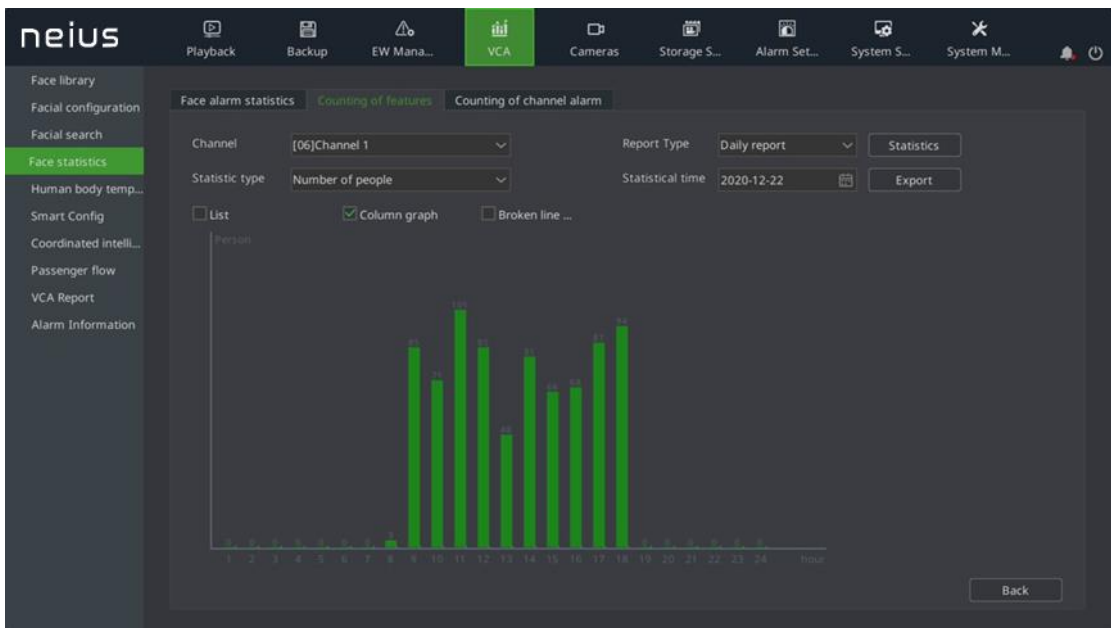 neius
Playback Backup EW Mana... VCA Cameras Storage S... Alarm Set... System S... System M...
Face library
Facial configuration
Facial search
Face statistics
Human body temp...
Smart Config
Coordinated intelli...
Passenger flow
VCA Report
Alarm Information
Face alarm statistics Counting of features Counting of channel alarm
Channel [06]Channel 1 Report Type Daily report Statistics
Statistic type Number of people Statistical time 2020-12-22 Export
List Column graph Broken line ...
Person
1 2 3 4 5 6 7 8 9 10 11 12 13 14 15 16 17 18 19 20 21 22 23 24 hour
Back